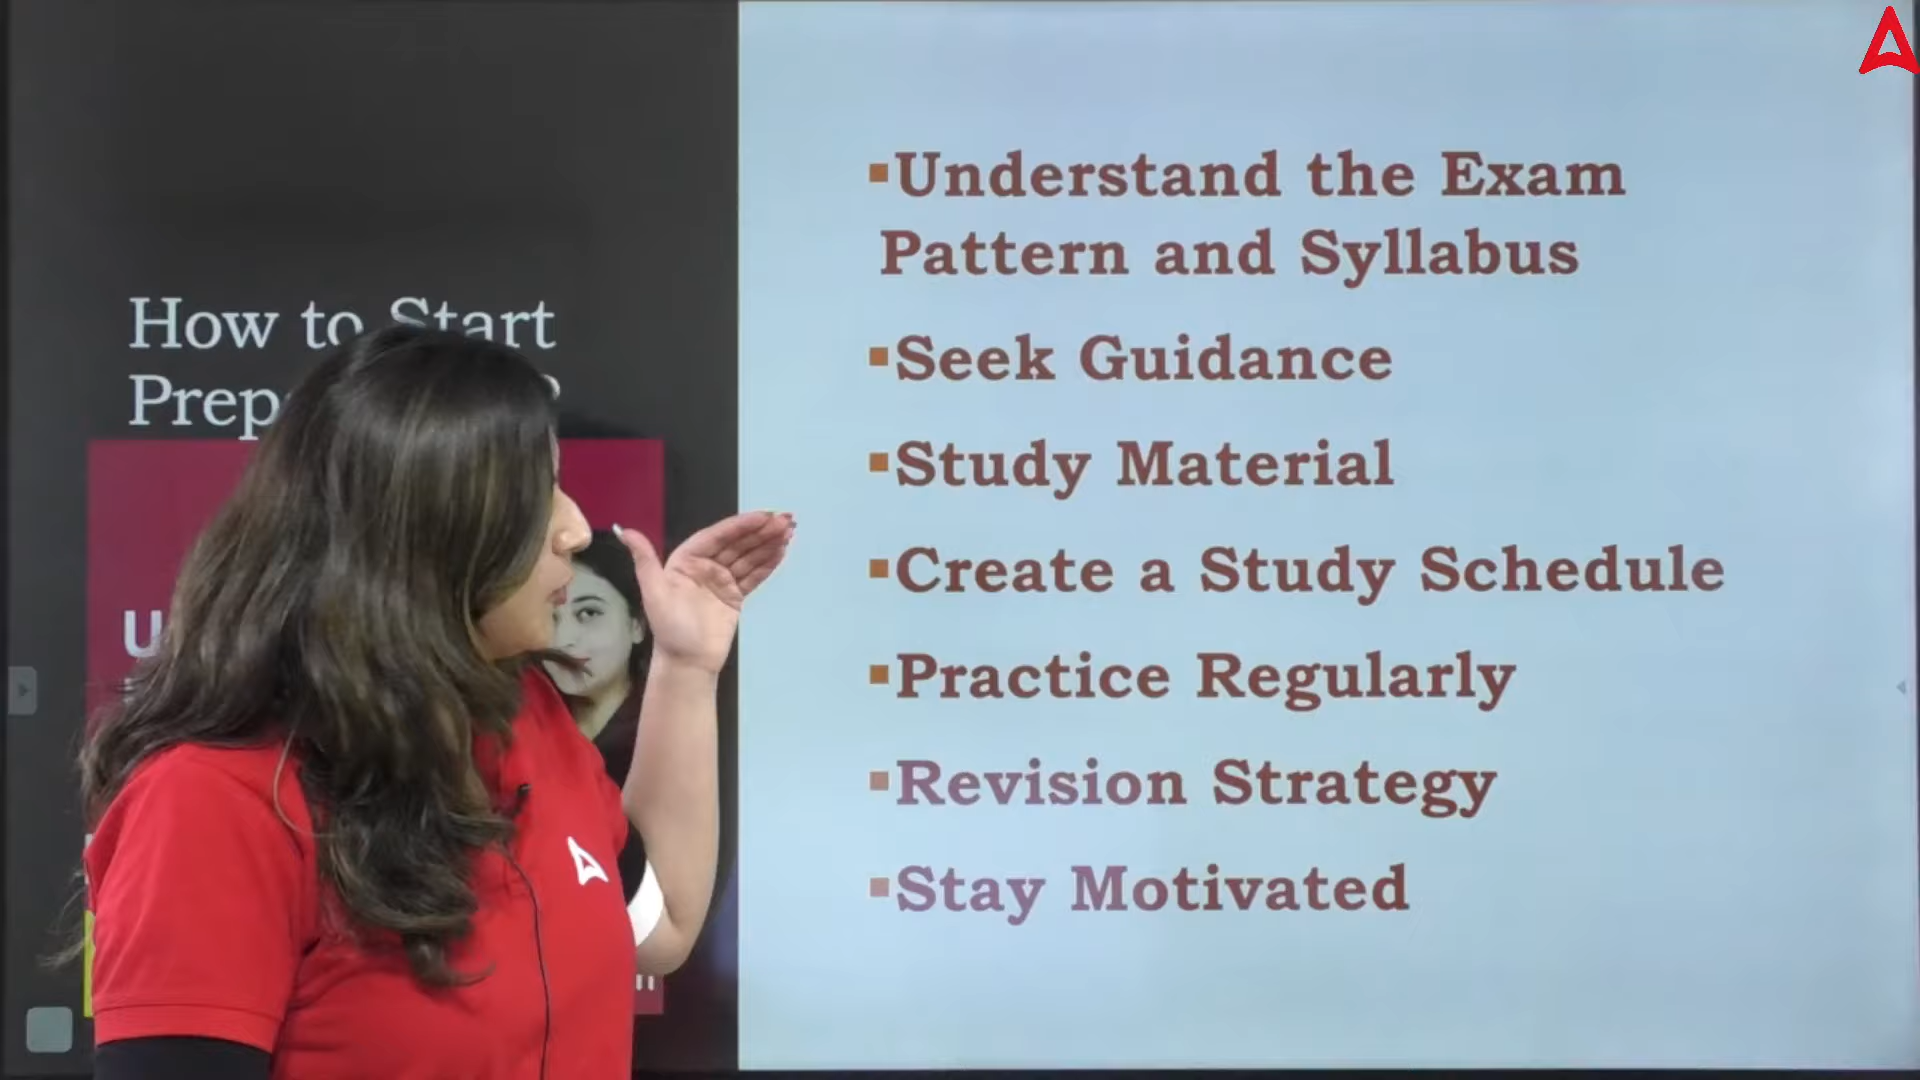 How to Start
Understand the Exam
Pattern and Syllabus
Seek Guidance
Study Material
Create a Study Schedule
Practice Regularly
Revision Strategy
Stay Motivated